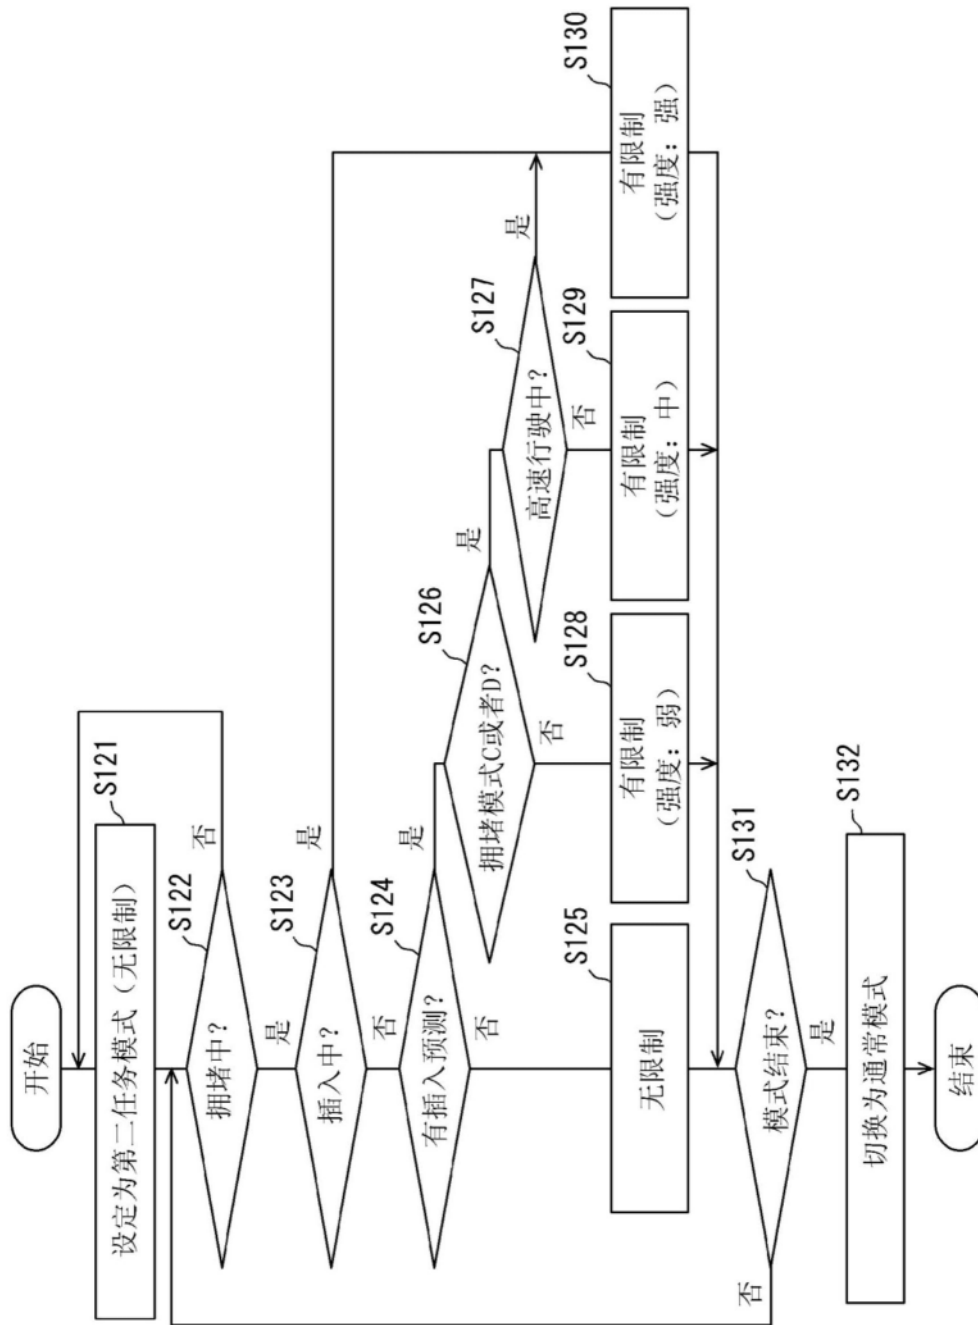 开始
S121
设定为第二任务模式（无限制）
S122
拥堵中？
否
是
S123
插入中？
是
否
S124
有插入预测？
是
否
S126
拥堵模式C或者D？
是
否
S127
高速行驶中？
是
否
S125
无限制
S128
有限制
（强度：弱）
S129
有限制
（强度：中）
S130
有限制
（强度：强）
S131
模式结束？
否
是
S132
切换为通常模式
结束